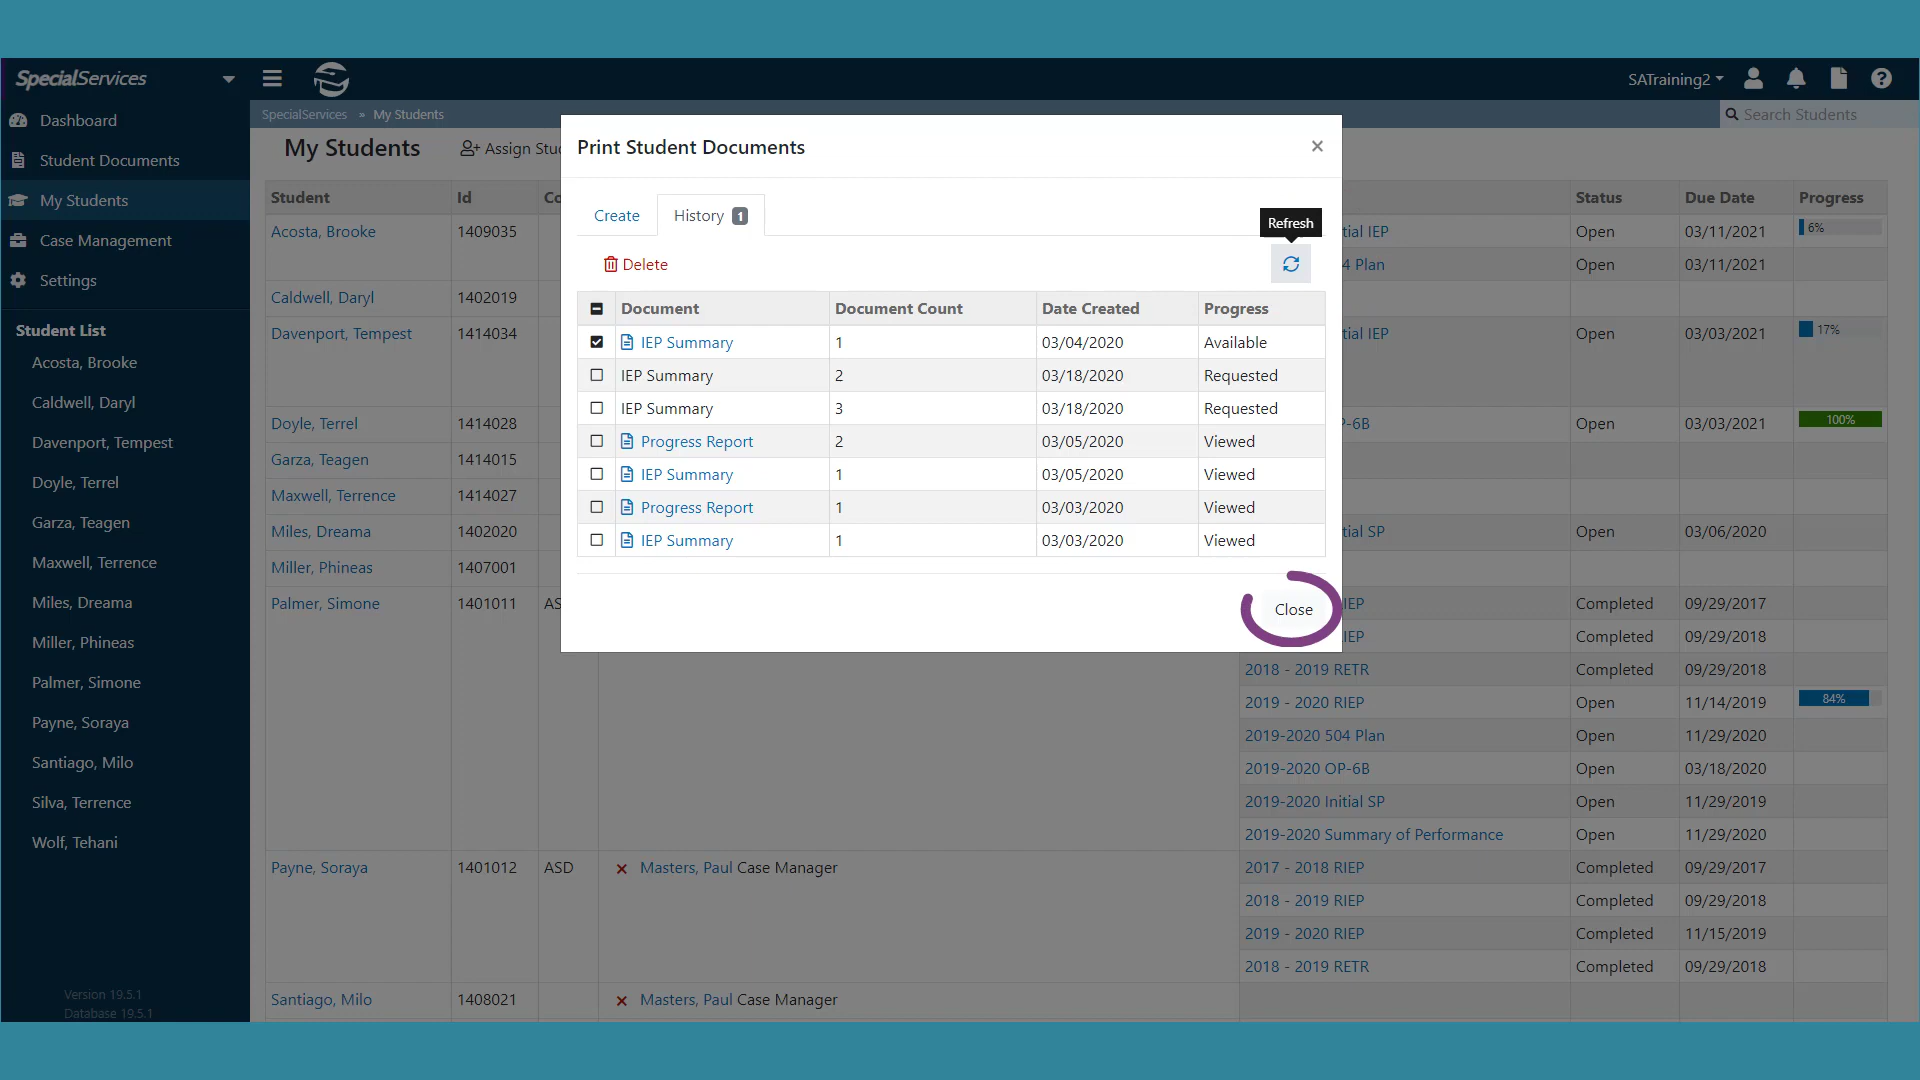 SpecialServices
SATraining2
Dashboard
Student Documents
My Students
Case Management
Settings
Student List
Acosta, Brooke
Caldwell, Daryl
Davenport, Tempest
Doyle, Terrel
Garza, Teagen
Maxwell, Terrence
Miles, Dreama
Miller, Phineas
Palmer, Simone
Payne, Soraya
Santiago, Milo
Silva, Terrence
Wolf, Tehani
Version 19.5.1
Database 19.5.1
SpecialServices » My Students
Search Students
My Students Assign Stu
Student Id Co Status Due Date Progress
Acosta, Brooke 1409035 tial IEP Open 03/11/2021 6%
4 Plan Open 03/11/2021
Caldwell, Daryl 1402019
Davenport, Tempest 1414034 tial IEP Open 03/03/2021 17%
Doyle, Terrel 1414028 P-6B Open 03/03/2021 100%
Garza, Teagen 1414015
Maxwell, Terrence 1414027
Miles, Dreama 1402020 tial SP Open 03/06/2020
Miller, Phineas 1407001
Palmer, Simone 1401011 AS IEP Completed 09/29/2017
IEP Completed 09/29/2018
2018 - 2019 RETR Completed 09/29/2018
2019 - 2020 RIEP Open 11/14/2019 84%
2019-2020 504 Plan Open 11/29/2020
2019-2020 OP-6B Open 03/18/2020
2019-2020 Initial SP Open 11/29/2019
2019-2020 Summary of Performance Open 11/29/2020
Payne, Soraya 1401012 ASD Masters, Paul Case Manager 2017 - 2018 RIEP Completed 09/29/2017
2018 - 2019 RIEP Completed 09/29/2018
2019 - 2020 RIEP Completed 11/15/2019
2018 - 2019 RETR Completed 09/29/2018
Santiago, Milo 1408021 Masters, Paul Case Manager
Print Student Documents ×
Create History 1
Refresh
Delete
Document Document Count Date Created Progress
IEP Summary 1 03/04/2020 Available
IEP Summary 2 03/18/2020 Requested
IEP Summary 3 03/18/2020 Requested
Progress Report 2 03/05/2020 Viewed
IEP Summary 1 03/05/2020 Viewed
Progress Report 1 03/03/2020 Viewed
IEP Summary 1 03/03/2020 Viewed
Close